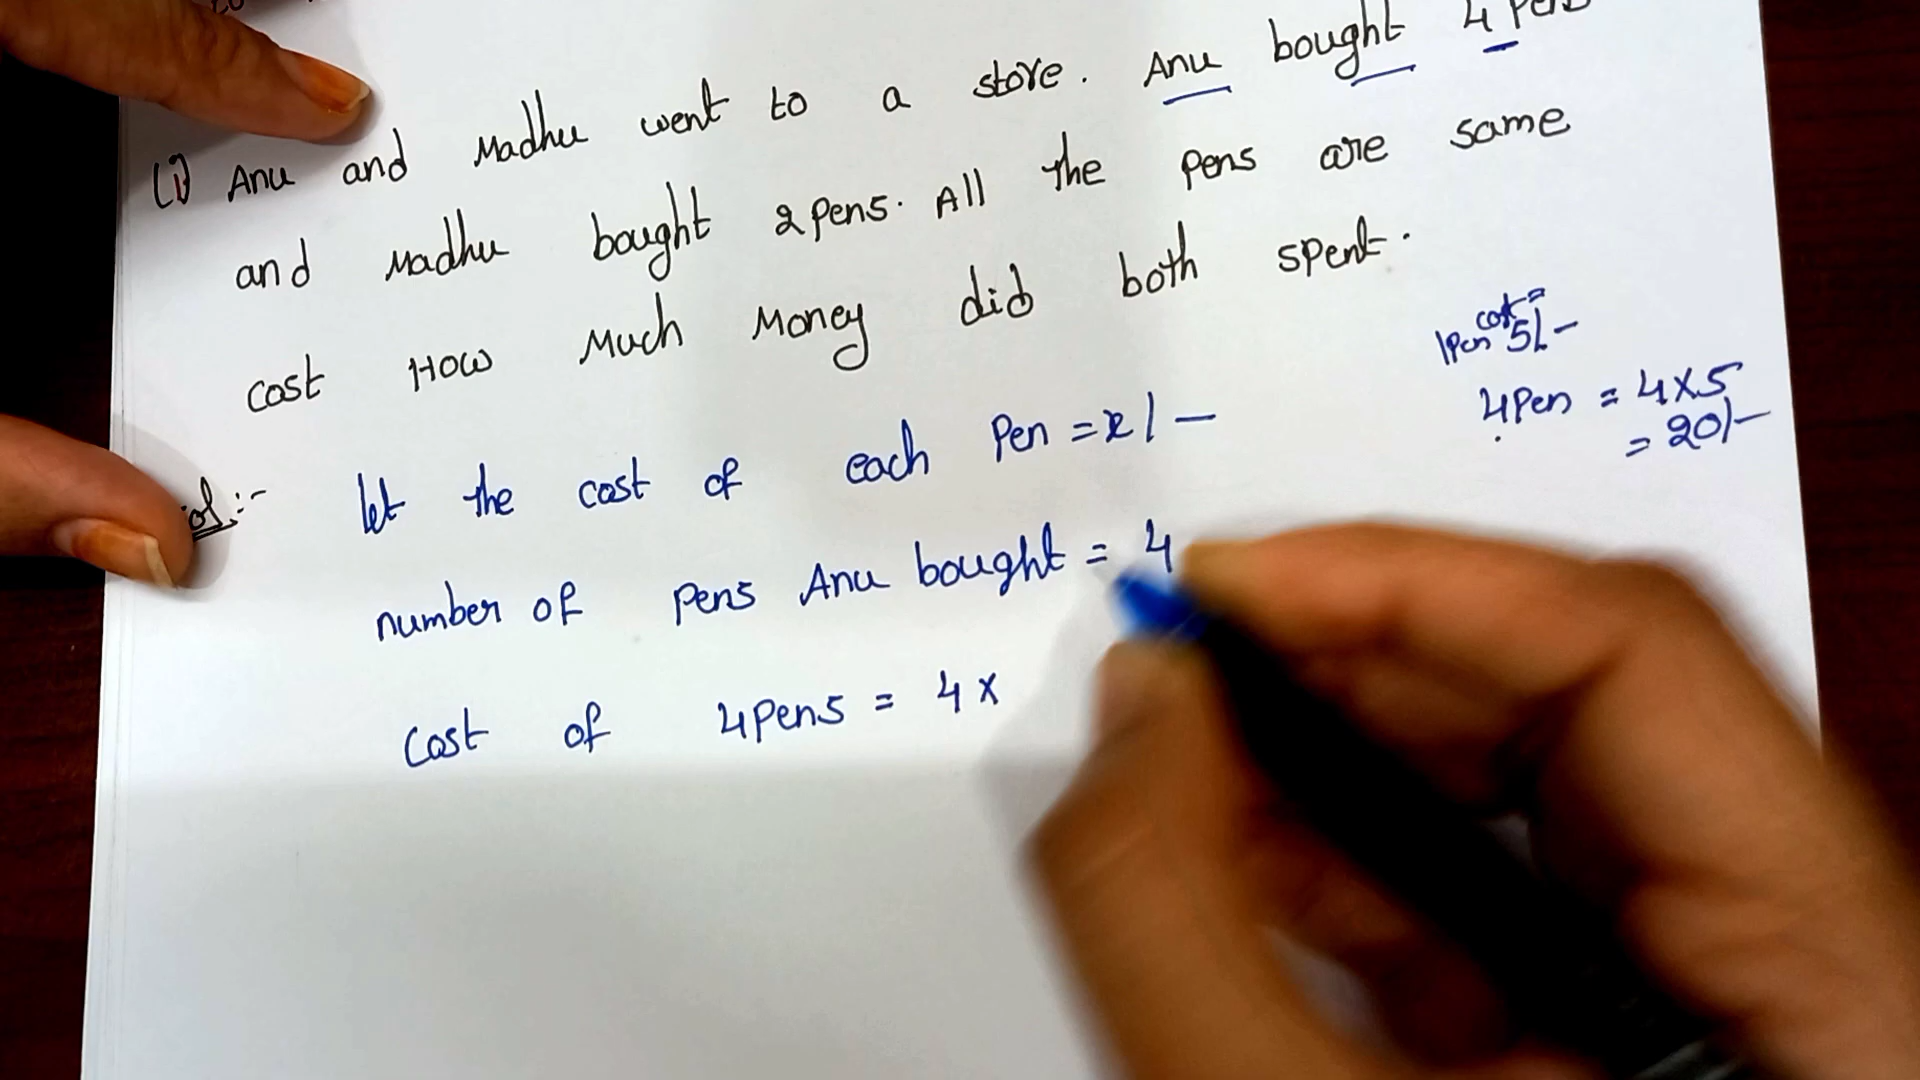 (i) Anu and Madhu went to a store. Anu bought 4 Pens
and Madhu bought 2 Pens. All the Pens are same
cost How Much Money did both spent.
1Pen cost = 5/-
4Pen = 4x5
= 20/-
Sol:- let the cost of each Pen = x/-
number of Pens Anu bought = 4
Cost of 4Pens = 4x